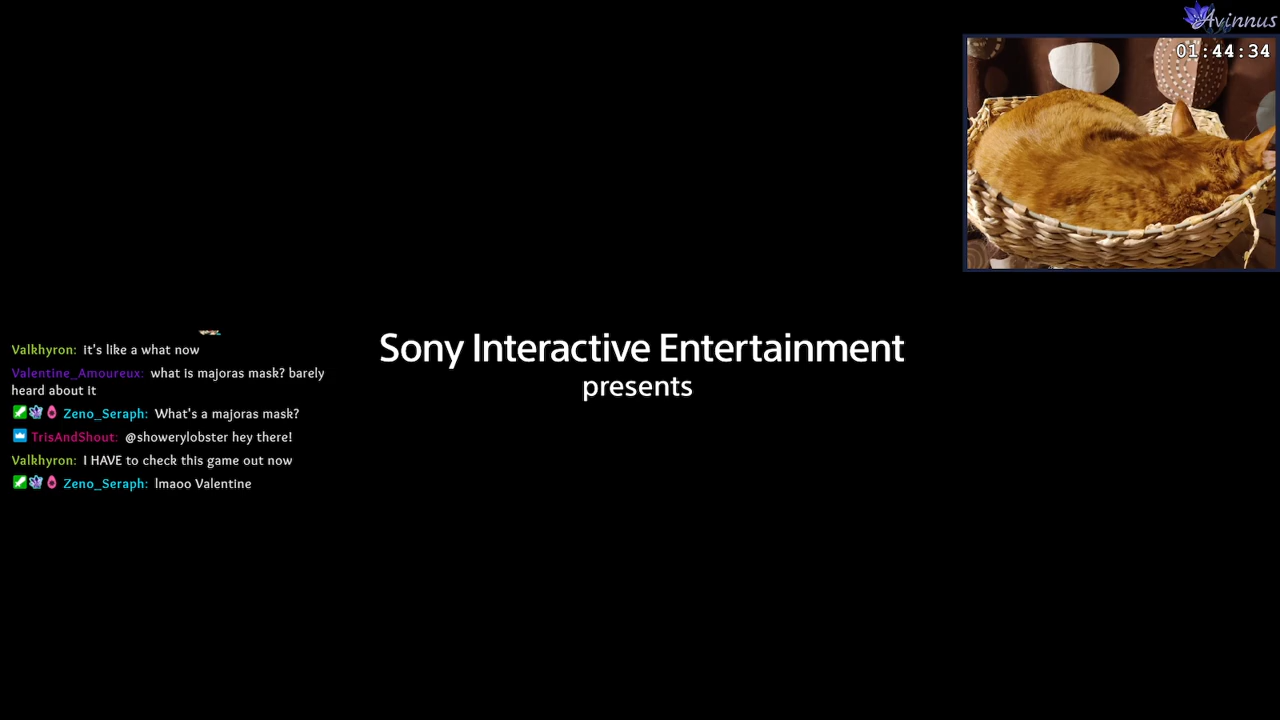 Avinnus
01:44:34
Sony Interactive Entertainment
presents
Valkhyron: it's like a what now
Valentine_Amoureux: what is majoras mask? barely
heard about it
Zeno_Seraph: What's a majoras mask?
TrisAndShout: @showerylobster hey there!
Valkhyron: I HAVE to check this game out now
Zeno_Seraph: lmaoo Valentine